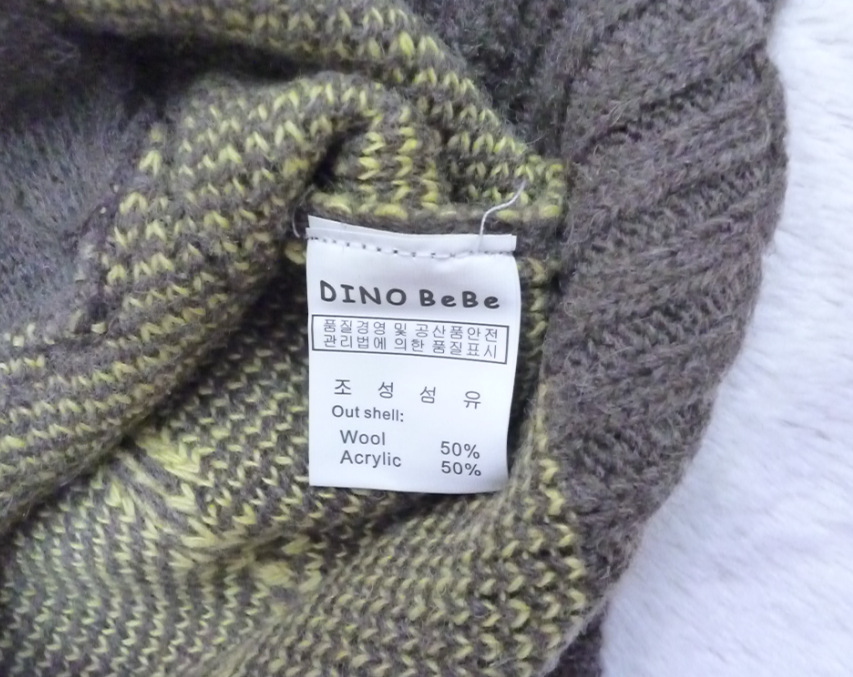 DINO BeBe
품질경영 및 공산품안전
관리법에 의한 품질표시
조 성 섬 유
Out shell:
Wool 50%
Acrylic 50%